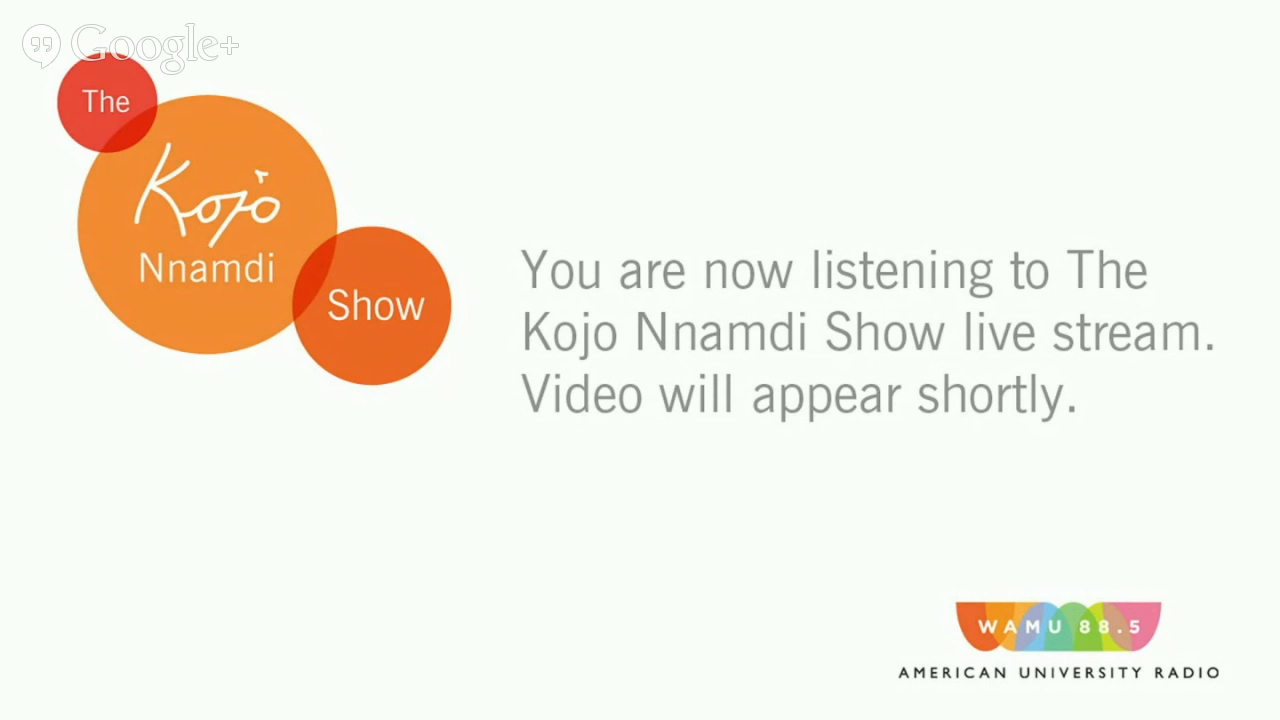 Google+
The
Kojo
Nnamdi
Show
You are now listening to The
Kojo Nnamdi Show live stream.
Video will appear shortly.
WAMU 88.5
AMERICAN UNIVERSITY RADIO